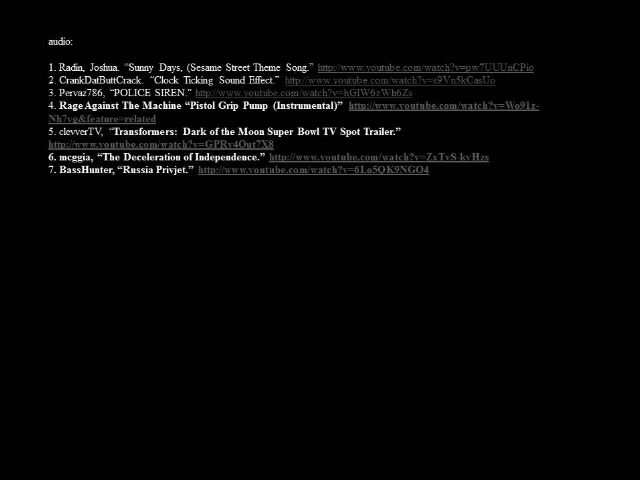 audio:
1. Radin, Joshua. “Sunny Days, (Sesame Street Theme Song.” http://www.youtube.com/watch?v=pw7UUUnCPio
2. CrankDatButtCrack. “Clock Ticking Sound Effect.” http://www.youtube.com/watch?v=s9Vn5kCasUo
3. Pervaz786, “POLICE SIREN.” http://www.youtube.com/watch?v=hGIW6zWh6Zs
4. Rage Against The Machine “Pistol Grip Pump (Instrumental)” http://www.youtube.com/watch?v=Wo91z-
Nh7vg&feature=related
5. clevverTV, “Transformers: Dark of the Moon Super Bowl TV Spot Trailer.”
http://www.youtube.com/watch?v=GPRv4Out7X8
6. mcggia, “The Deceleration of Independence.” http://www.youtube.com/watch?v=ZxTvS-kvHzs
7. BassHunter, “Russia Privjet.” http://www.youtube.com/watch?v=6Lo5QK9NGO4